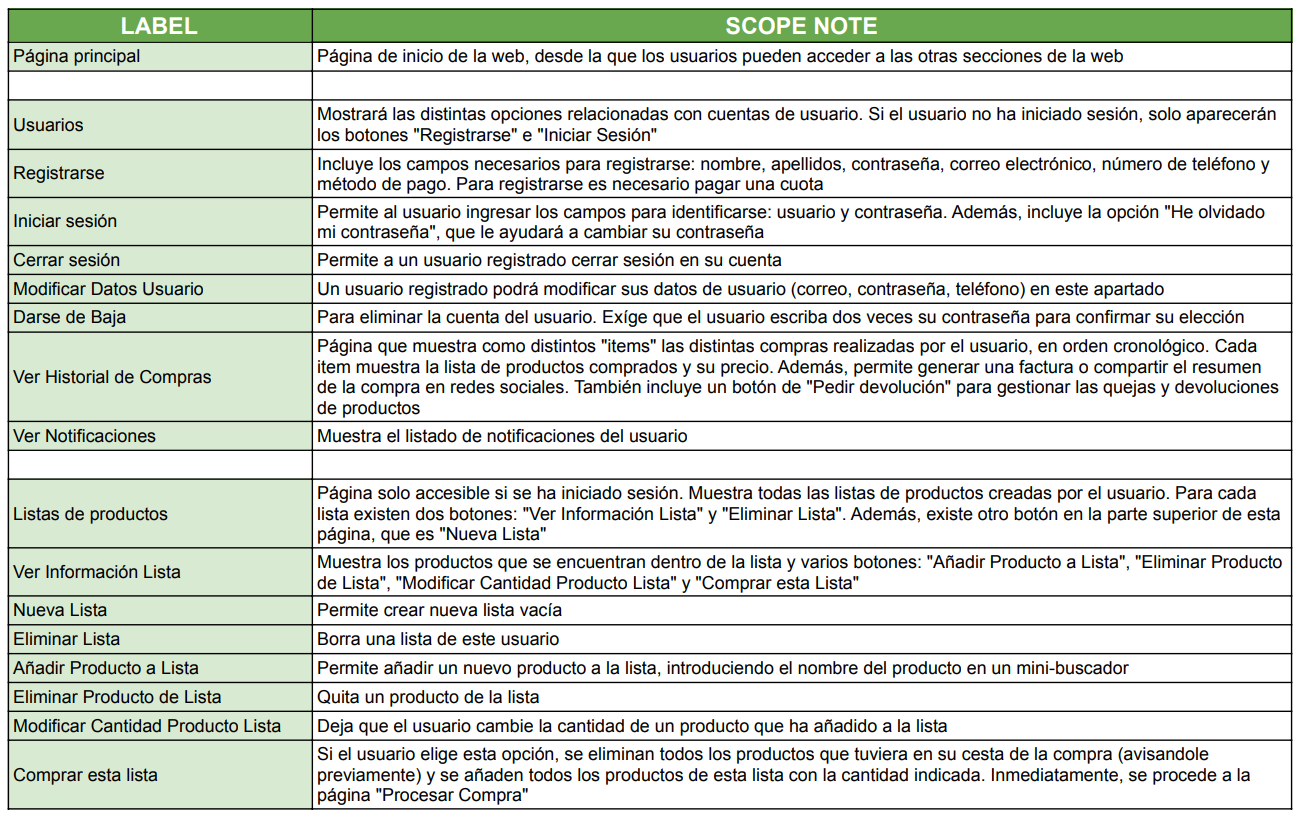 LABEL
SCOPE NOTE
Página principal
Página de inicio de la web, desde la que los usuarios pueden acceder a las otras secciones de la web
Usuarios
Mostrará las distintas opciones relacionadas con cuentas de usuario. Si el usuario no ha iniciado sesión, solo aparecerán
los botones "Registrarse" e "Iniciar Sesión"
Registrarse
Incluye los campos necesarios para registrarse: nombre, apellidos, contraseña, correo electrónico, número de teléfono y
método de pago. Para registrarse es necesario pagar una cuota
Iniciar sesión
Permite al usuario ingresar los campos para identificarse: usuario y contraseña. Además, incluye la opción "He olvidado
mi contraseña", que le ayudará a cambiar su contraseña
Cerrar sesión
Permite a un usuario registrado cerrar sesión en su cuenta
Modificar Datos Usuario
Un usuario registrado podrá modificar sus datos de usuario (correo, contraseña, teléfono) en este apartado
Darse de Baja
Para eliminar la cuenta del usuario. Exíge que el usuario escriba dos veces su contraseña para confirmar su elección
Ver Historial de Compras
Página que muestra como distintos "items" las distintas compras realizadas por el usuario, en orden cronológico. Cada
item muestra la lista de productos comprados y su precio. Además, permite generar una factura o compartir el resumen
de la compra en redes sociales. También incluye un botón de "Pedir devolución" para gestionar las quejas y devoluciones
de productos
Ver Notificaciones
Muestra el listado de notificaciones del usuario
Listas de productos
Página solo accesible si se ha iniciado sesión. Muestra todas las listas de productos creadas por el usuario. Para cada
lista existen dos botones: "Ver Información Lista" y "Eliminar Lista". Además, existe otro botón en la parte superior de esta
página, que es "Nueva Lista"
Ver Información Lista
Muestra los productos que se encuentran dentro de la lista y varios botones: "Añadir Producto a Lista", "Eliminar Producto
de Lista", "Modificar Cantidad Producto Lista" y "Comprar esta Lista"
Nueva Lista
Permite crear nueva lista vacía
Eliminar Lista
Borra una lista de este usuario
Añadir Producto a Lista
Permite añadir un nuevo producto a la lista, introduciendo el nombre del producto en un mini-buscador
Eliminar Producto de Lista
Quita un producto de la lista
Modificar Cantidad Producto Lista
Deja que el usuario cambie la cantidad de un producto que ha añadido a la lista
Comprar esta lista
Si el usuario elige esta opción, se eliminan todos los productos que tuviera en su cesta de la compra (avisandole
previamente) y se añaden todos los productos de esta lista con la cantidad indicada. Inmediatamente, se procede a la
página "Procesar Compra"